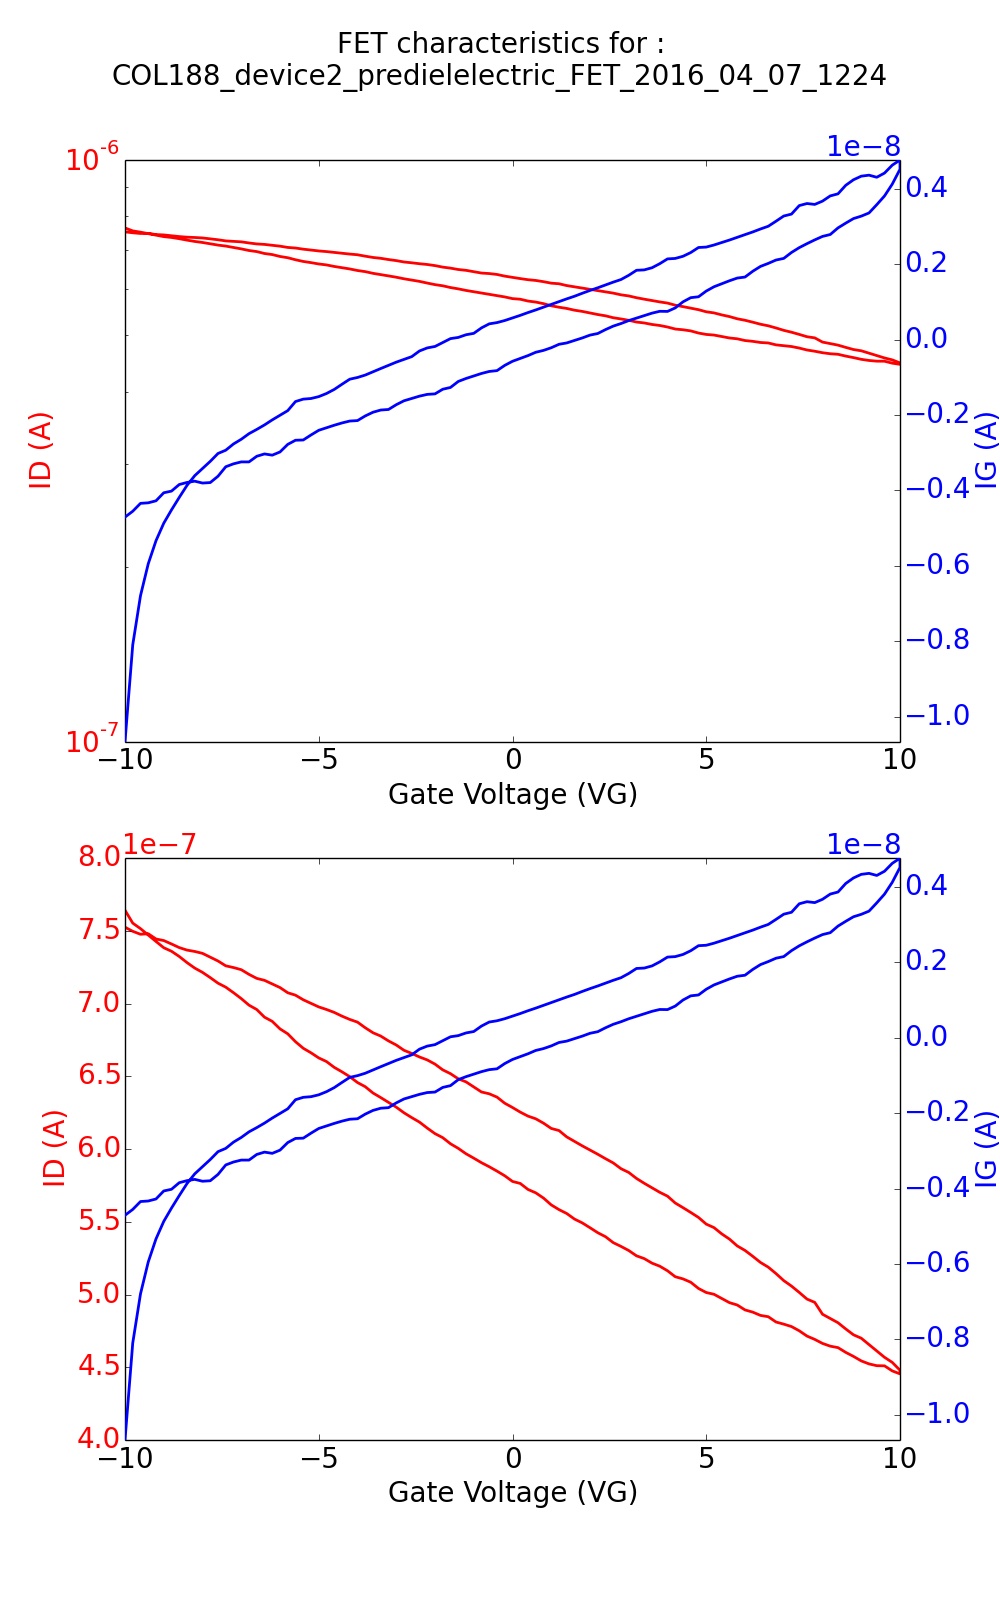 FET characteristics for :
COL188_device2_predielelectric_FET_2016_04_07_1224
1e−8
10-6
0.4
0.2
0.0
−0.2
−0.4
−0.6
−0.8
−1.0
10-7
ID (A)
IG (A)
−10 −5 0 5 10
Gate Voltage (VG)
1e−7
1e−8
8.0
7.5
7.0
6.5
6.0
5.5
5.0
4.5
4.0
0.4
0.2
0.0
−0.2
−0.4
−0.6
−0.8
−1.0
ID (A)
IG (A)
−10 −5 0 5 10
Gate Voltage (VG)